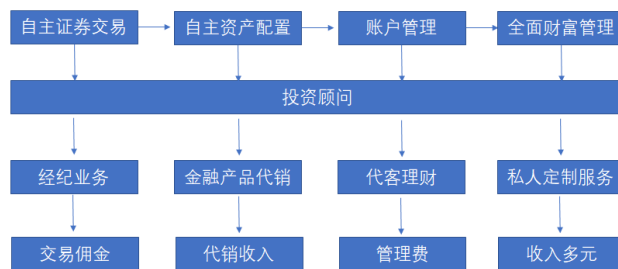 自主证券交易
自主资产配置
账户管理
全面财富管理
投资顾问
经纪业务
金融产品代销
代客理财
私人定制服务
交易佣金
代销收入
管理费
收入多元